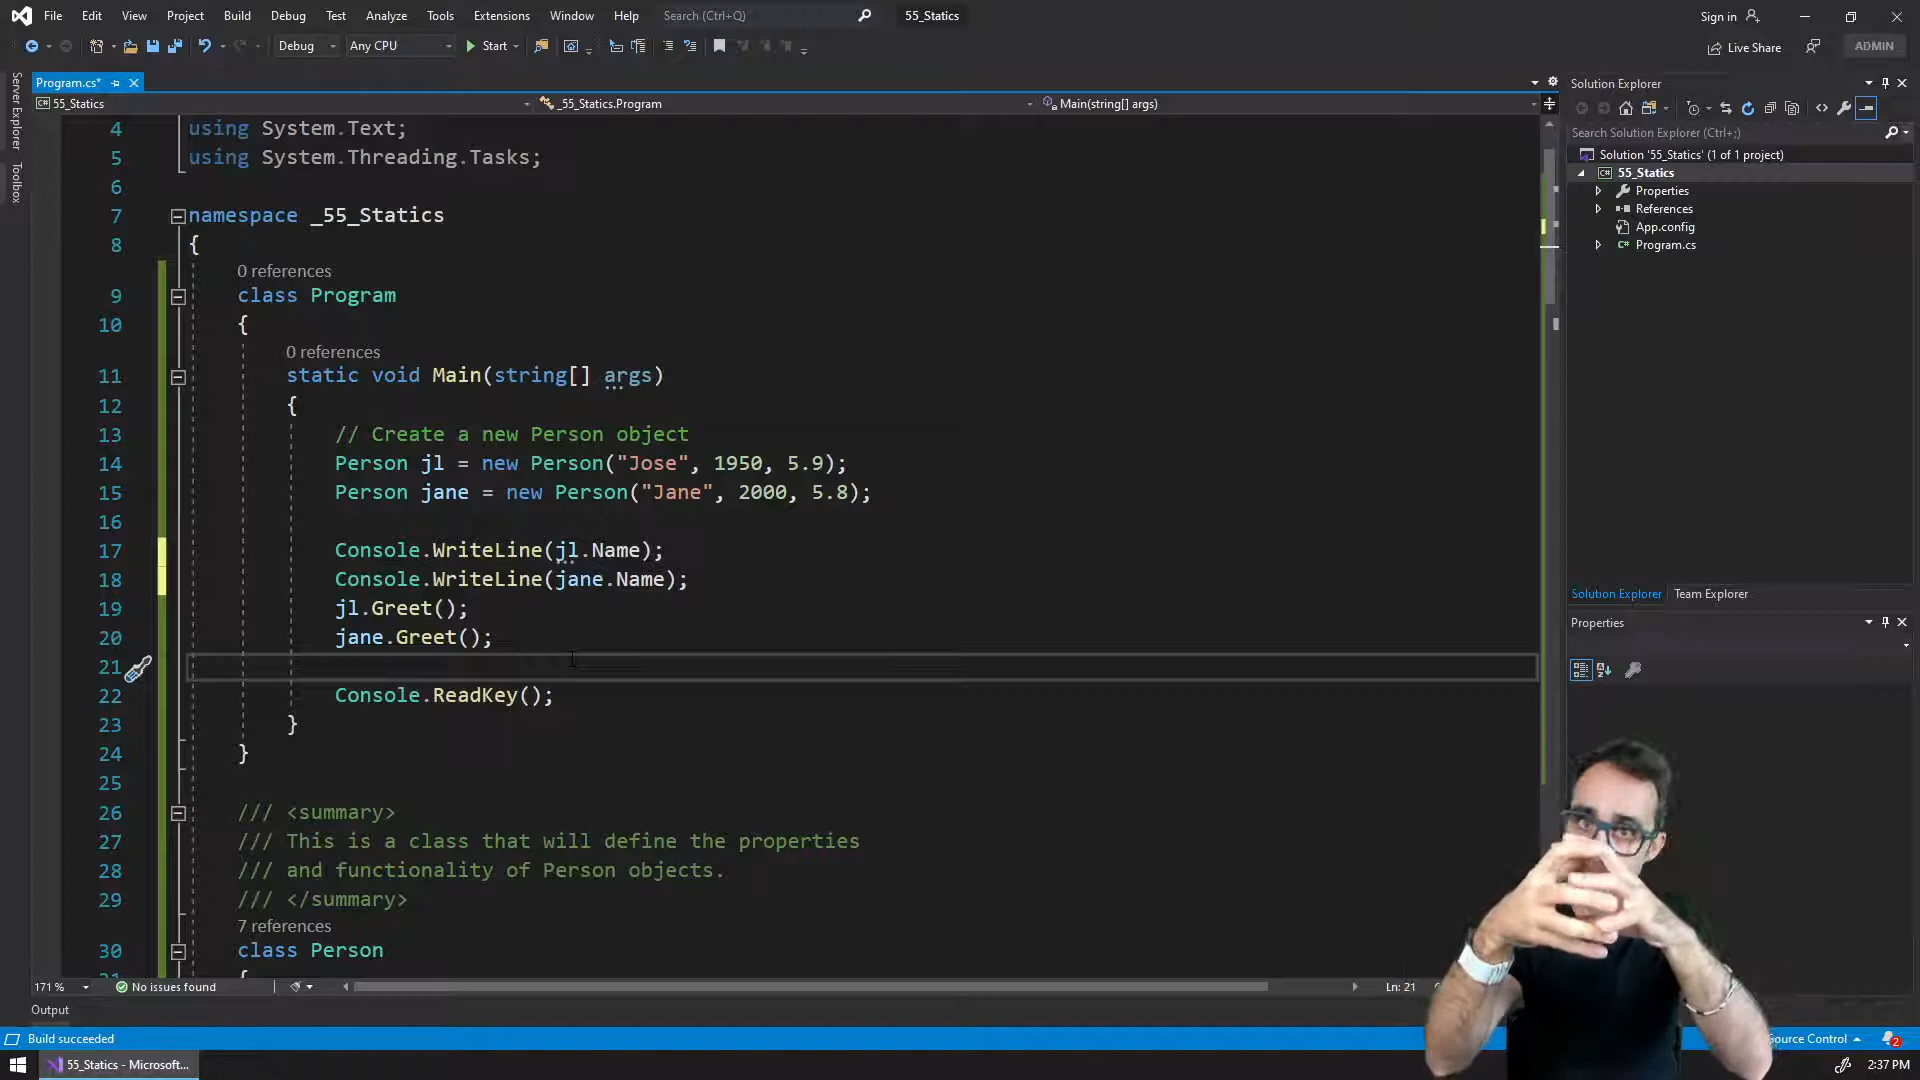 File Edit View Project Build Debug Test Analyze Tools Extensions Window Help Search (Ctrl+Q) 55_Statics Sign in
Debug Any CPU Start Live Share ADMIN
Server Explorer
Toolbox
Program.cs*
55_Statics _55_Statics.Program Main(string[] args)
4 using System.Text;
5 using System.Threading.Tasks;
6
7 namespace _55_Statics
8 {
0 references
9 class Program
10 {
0 references
11 static void Main(string[] args)
12 {
13 // Create a new Person object
14 Person jl = new Person("Jose", 1950, 5.9);
15 Person jane = new Person("Jane", 2000, 5.8);
16
17 Console.WriteLine(jl.Name);
18 Console.WriteLine(jane.Name);
19 jl.Greet();
20 jane.Greet();
21
22 Console.ReadKey();
23 }
24 }
25
26 /// <summary>
27 /// This is a class that will define the properties
28 /// and functionality of Person objects.
29 /// </summary>
7 references
30 class Person
{
171 % No issues found Ln: 21
Output
Build succeeded
55_Statics - Microsoft...
Solution Explorer
Search Solution Explorer (Ctrl+;)
Solution '55_Statics' (1 of 1 project)
55_Statics
Properties
References
App.config
C# Program.cs
Solution Explorer Team Explorer
Properties
Source Control 2
2:37 PM